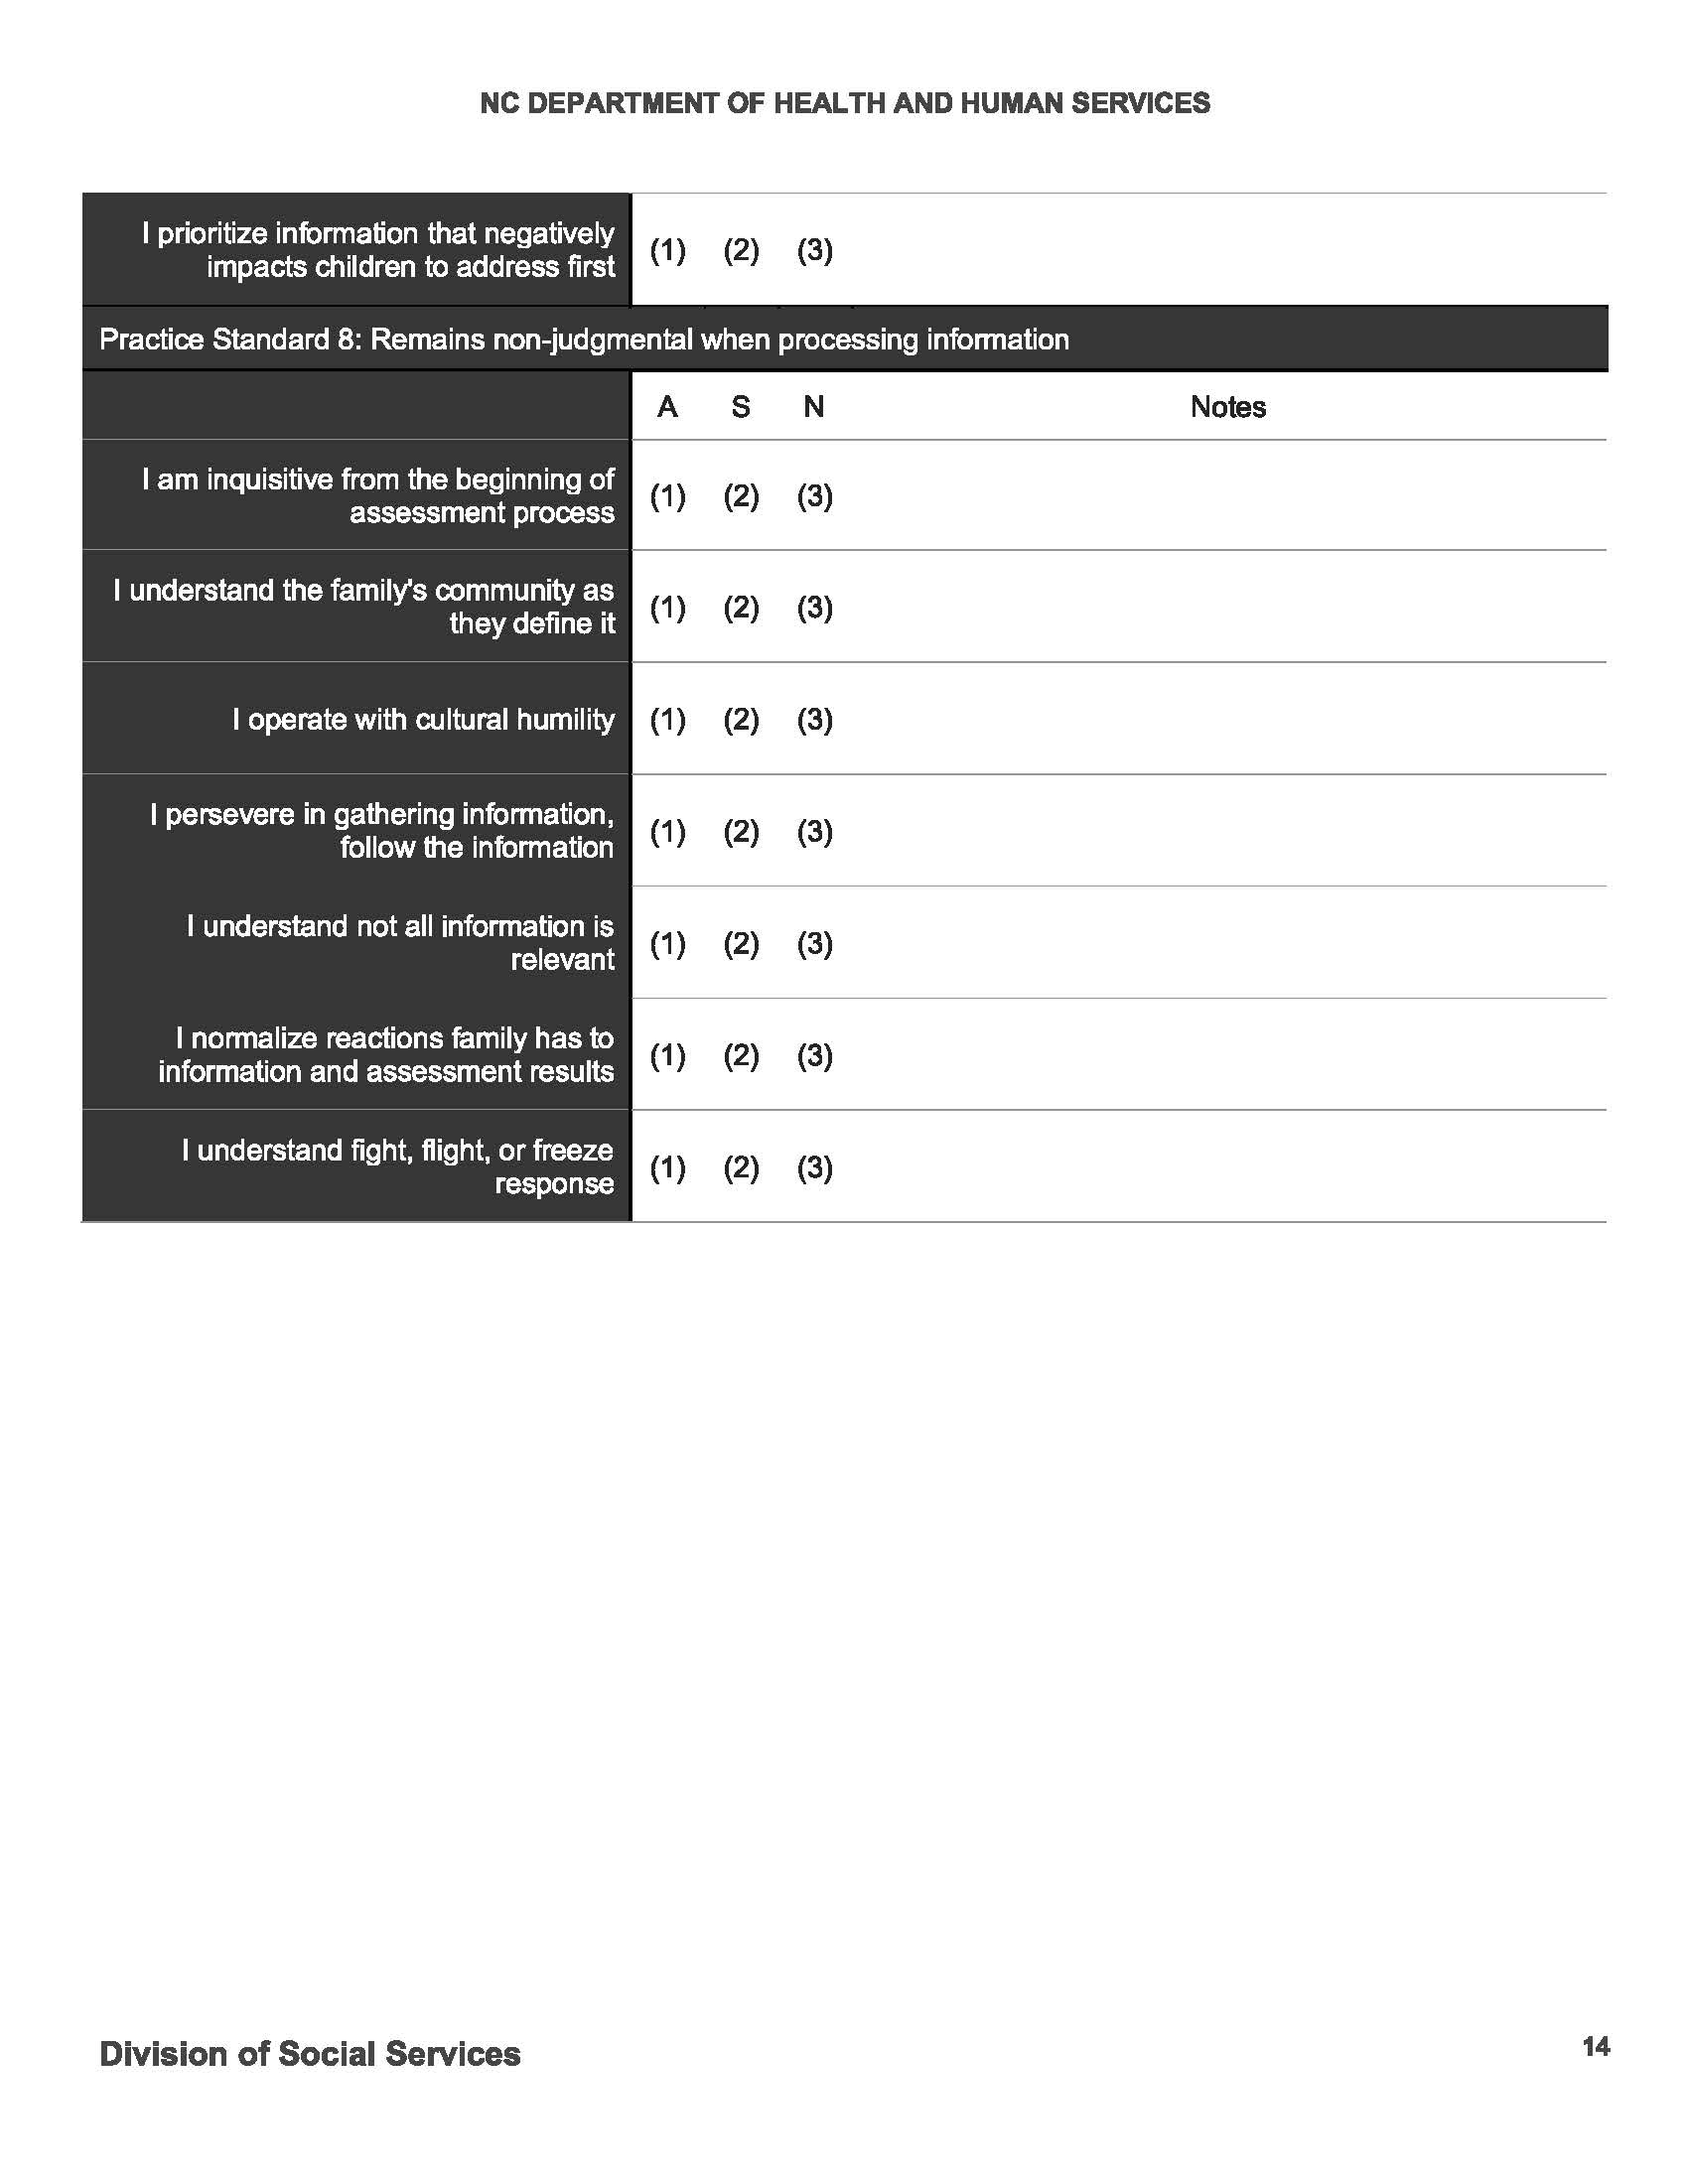 NC DEPARTMENT OF HEALTH AND HUMAN SERVICES
I prioritize information that negatively
impacts children to address first
(1) (2) (3)
Practice Standard 8: Remains non-judgmental when processing information
A S N Notes
I am inquisitive from the beginning of
assessment process
(1) (2) (3)
I understand the family's community as
they define it
(1) (2) (3)
I operate with cultural humility (1) (2) (3)
I persevere in gathering information,
follow the information
(1) (2) (3)
I understand not all information is
relevant
(1) (2) (3)
I normalize reactions family has to
information and assessment results
(1) (2) (3)
I understand fight, flight, or freeze
response
(1) (2) (3)
Division of Social Services 14